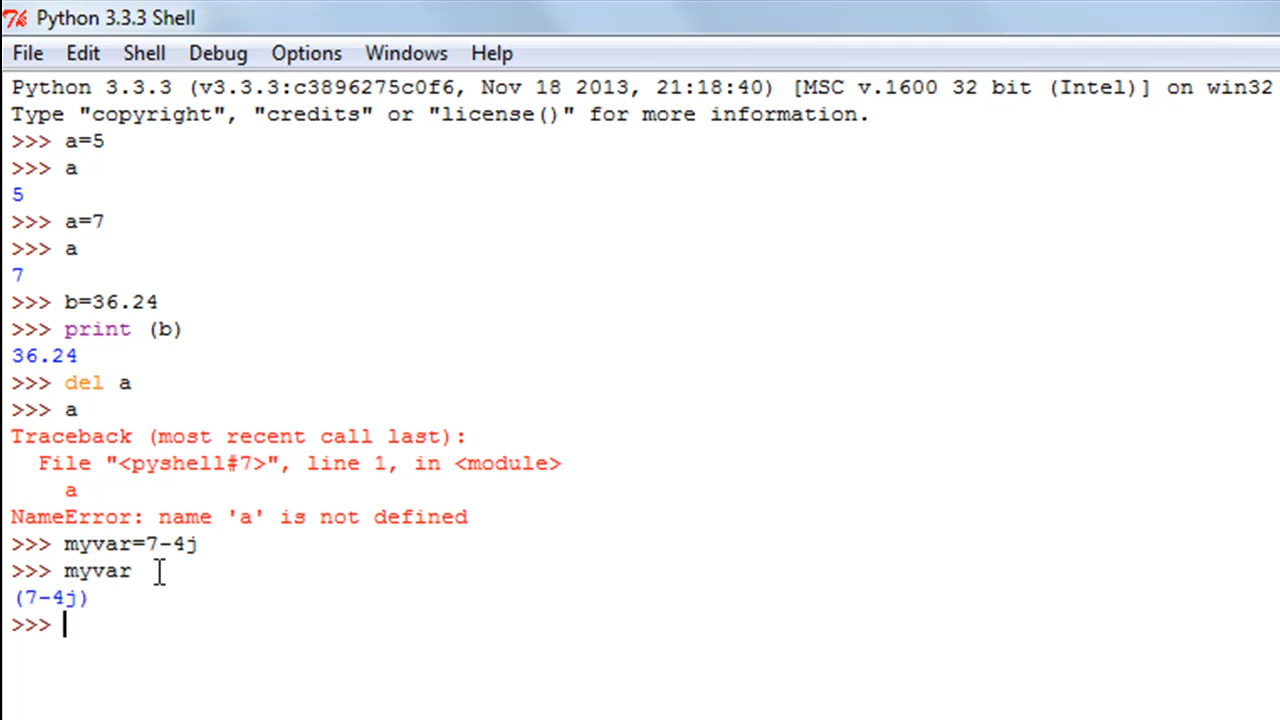 Python 3.3.3 Shell
File Edit Shell Debug Options Windows Help
Python 3.3.3 (v3.3.3:c3896275c0f6, Nov 18 2013, 21:18:40) [MSC v.1600 32 bit (Intel)] on win32
Type "copyright", "credits" or "license()" for more information.
>>> a=5
>>> a
5
>>> a=7
>>> a
7
>>> b=36.24
>>> print (b)
36.24
>>> del a
>>> a
Traceback (most recent call last):
  File "<pyshell#7>", line 1, in <module>
    a
NameError: name 'a' is not defined
>>> myvar=7-4j
>>> myvar
(7-4j)
>>>